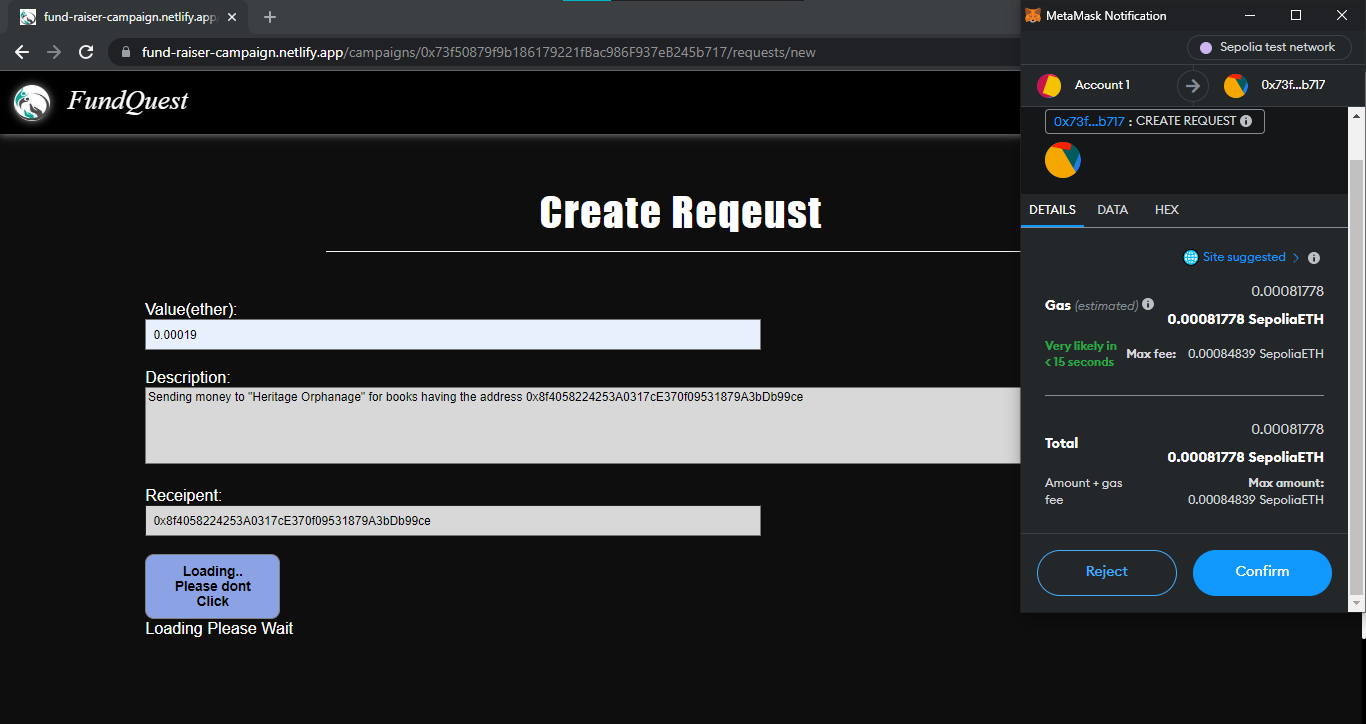 fund-raiser-campaign.netlify.app
fund-raiser-campaign.netlify.app/campaigns/0x73f50879f9b186179221fBac986F937eB245b717/requests/new
FundQuest
Create Reqeust
Value(ether):
0.00019
Description:
Sending money to "Heritage Orphanage" for books having the address 0x8f4058224253A0317cE370f09531879A3bDb99ce
Receipent:
0x8f4058224253A0317cE370f09531879A3bDb99ce
Loading..
Please dont
Click
Loading Please Wait
MetaMask Notification
Sepolia test network
Account 1
0x73f...b717
0x73f...b717 : CREATE REQUEST
DETAILS DATA HEX
Site suggested
0.00081778
Gas (estimated)
0.00081778 SepoliaETH
Very likely in
< 15 seconds
Max fee: 0.00084839 SepoliaETH
0.00081778
Total
0.00081778 SepoliaETH
Amount + gas
fee
Max amount:
0.00084839 SepoliaETH
Reject
Confirm